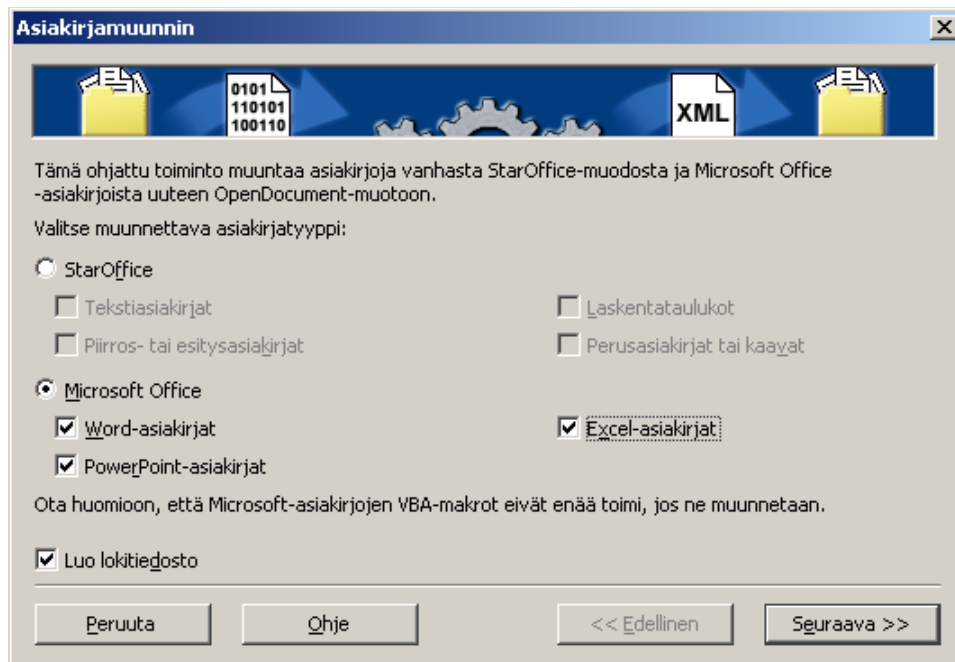 Asiakirjamuunnin
0101
110101
100110
XML
Tämä ohjattu toiminto muuntaa asiakirjoja vanhasta StarOffice-muodosta ja Microsoft Office
-asiakirjoista uuteen OpenDocument-muotoon.
Valitse muunnettava asiakirjatyyppi:
StarOffice
Tekstiasiakirjat
Laskentataulukot
Piirros- tai esitysasiakirjat
Perusasiakirjat tai kaavat
Microsoft Office
Word-asiakirjat
Excel-asiakirjat
PowerPoint-asiakirjat
Ota huomioon, että Microsoft-asiakirjojen VBA-makrot eivät enää toimi, jos ne muunnetaan.
Luo lokitiedosto
Peruuta
Ohje
<< Edellinen
Seuraava >>